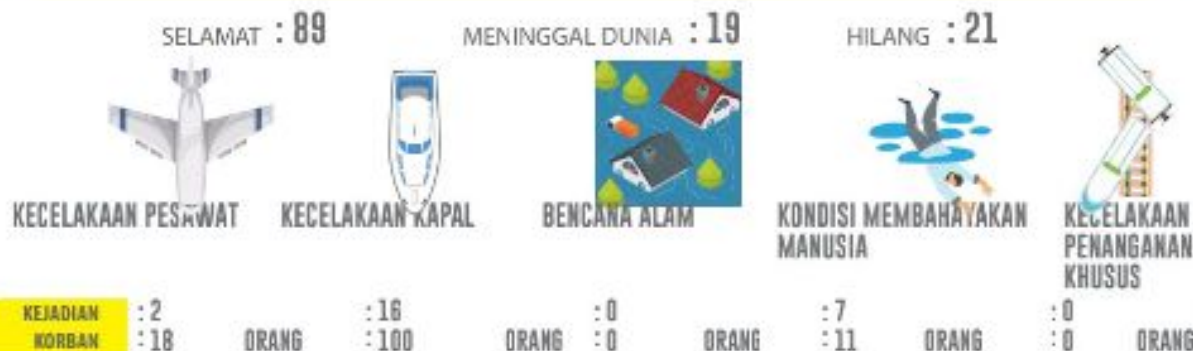 SELAMAT : 89 MENINGGAL DUNIA : 19 HILANG : 21
KECELAKAAN PESAWAT KECELAKAAN KAPAL BENCANA ALAM KONDISI MEMBAHAYAKAN MANUSIA KECELAKAAN PENANGANAN KHUSUS
KEJADIAN : 2 : 16 : 0 : 7 : 0
KORBAN : 18 ORANG : 100 ORANG : 0 ORANG : 11 ORANG : 0 ORANG